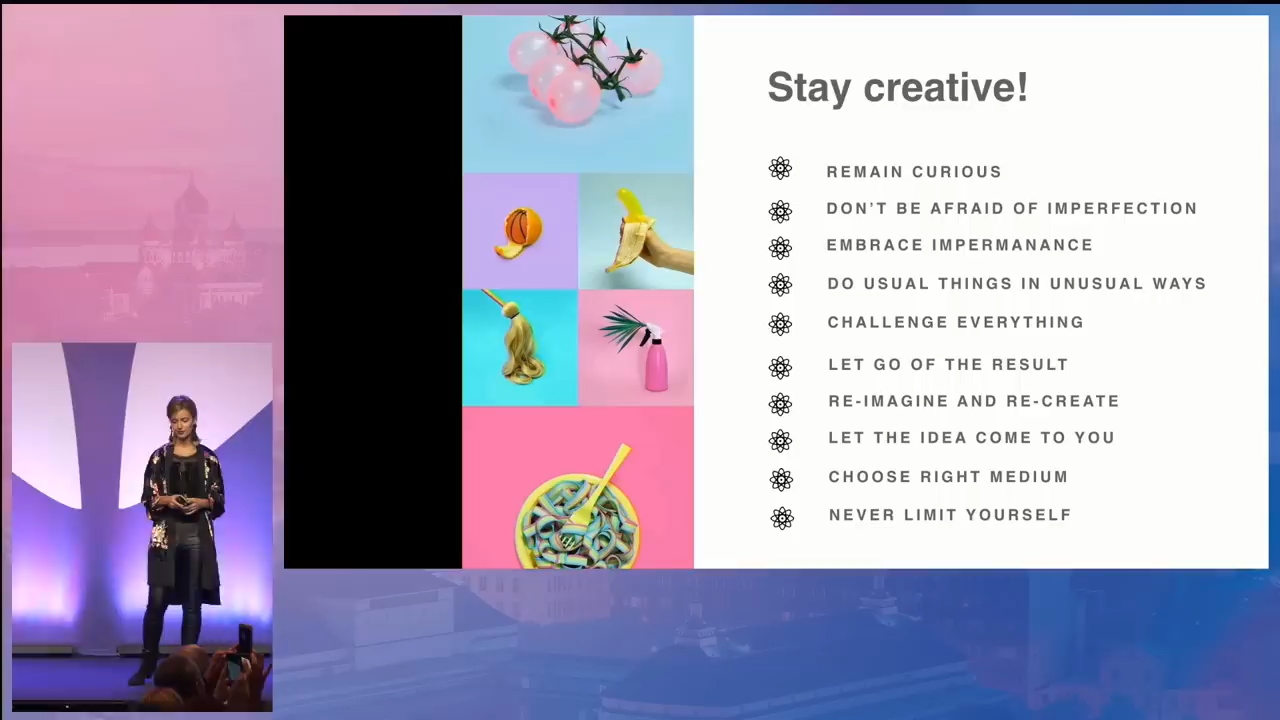 Stay creative!
REMAIN CURIOUS
DON'T BE AFRAID OF IMPERFECTION
EMBRACE IMPERMANANCE
DO USUAL THINGS IN UNUSUAL WAYS
CHALLENGE EVERYTHING
LET GO OF THE RESULT
RE-IMAGINE AND RE-CREATE
LET THE IDEA COME TO YOU
CHOOSE RIGHT MEDIUM
NEVER LIMIT YOURSELF